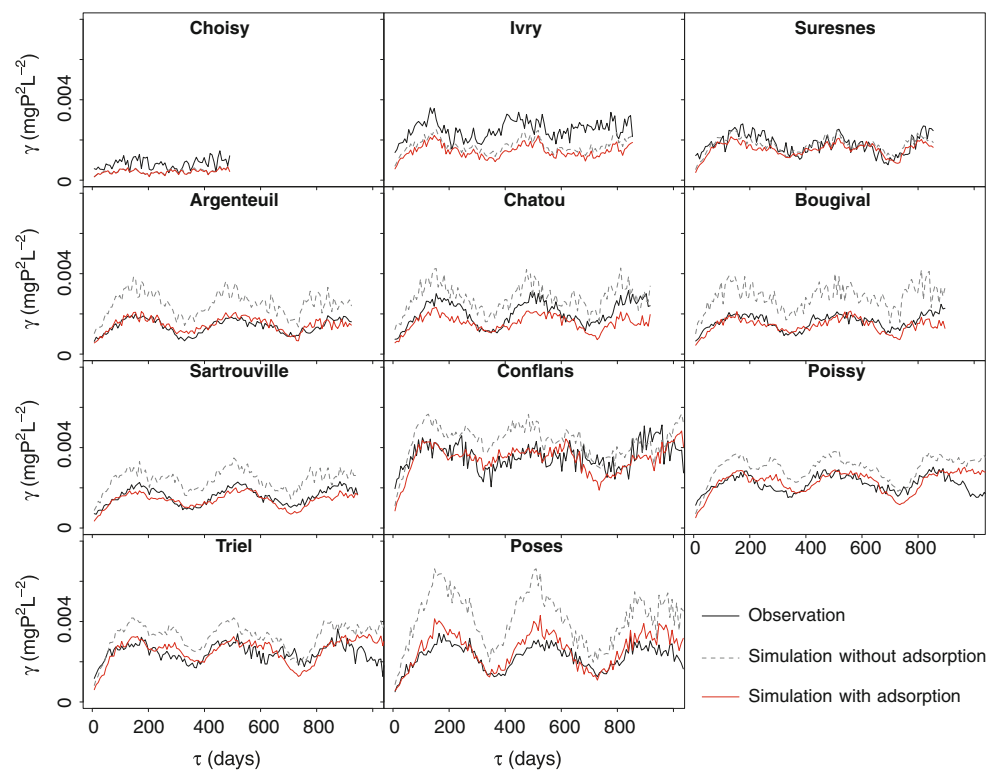 Choisy
Ivry
Suresnes
γ (mgP²L⁻²)
0.004
0
Argenteuil
Chatou
Bougival
γ (mgP²L⁻²)
0.004
0
Sartrouville
Conflans
Poissy
γ (mgP²L⁻²)
0.004
0
0 200 400 600 800
Triel
Poses
γ (mgP²L⁻²)
0.004
0
Observation
Simulation without adsorption
Simulation with adsorption
0 200 400 600 800
0 200 400 600 800
τ (days)
τ (days)